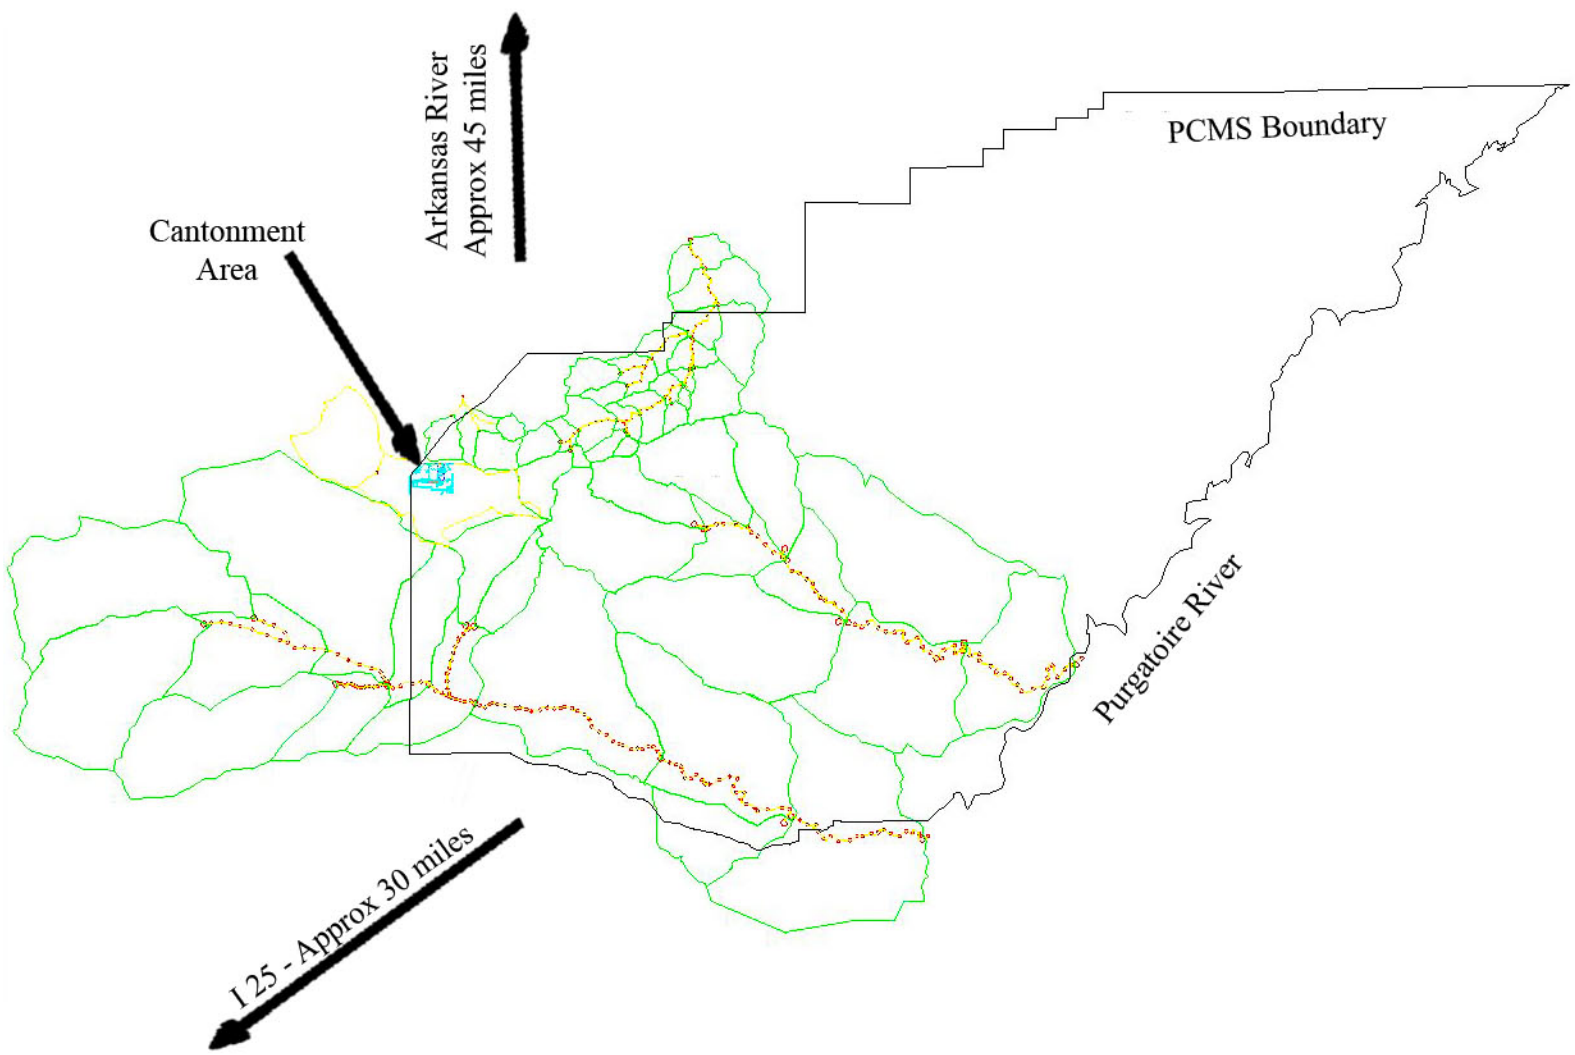 Arkansas River
Approx 45 miles
PCMS Boundary
Cantonment
Area
Purgatoire River
I 25 - Approx 30 miles